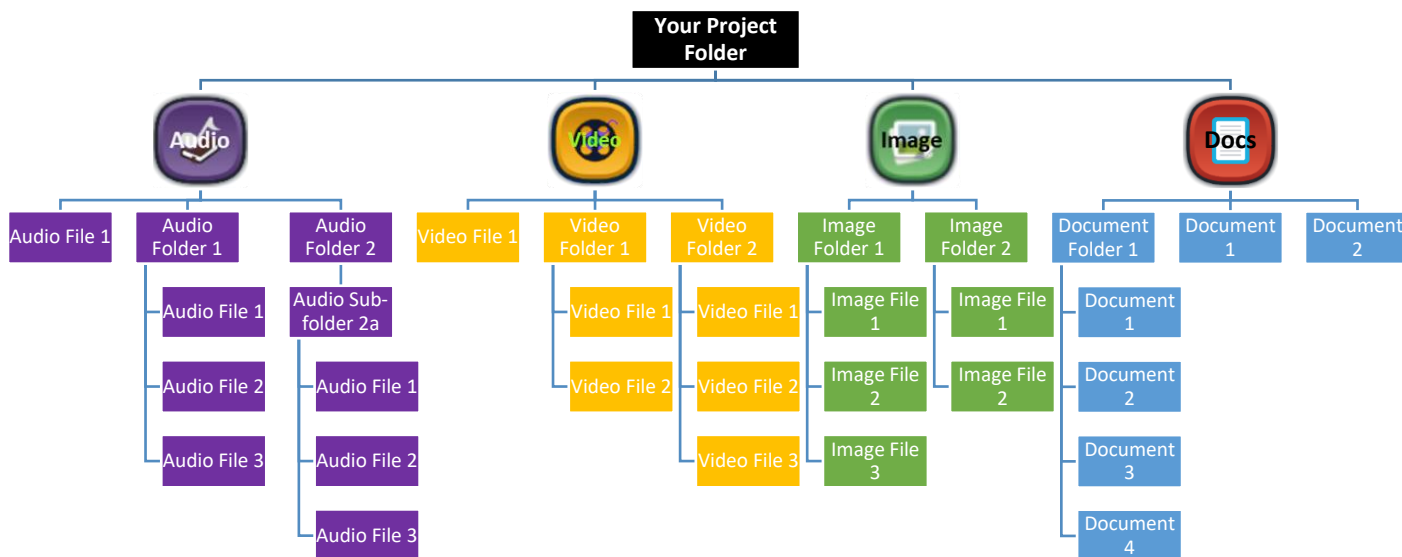 Your Project
Folder
Audio
Video
Image
Docs
Audio File 1
Audio
Folder 1
Audio
Folder 2
Video File 1
Video
Folder 1
Video
Folder 2
Image
Folder 1
Image
Folder 2
Document
Folder 1
Document
1
Document
2
Audio File 1
Audio Sub-
folder 2a
Video File 1
Video File 1
Image File
1
Image File
1
Document
1
Audio File 2
Audio File 1
Video File 2
Video File 2
Image File
2
Image File
2
Document
2
Audio File 3
Audio File 2
Video File 3
Image File
3
Document
3
Audio File 3
Document
4